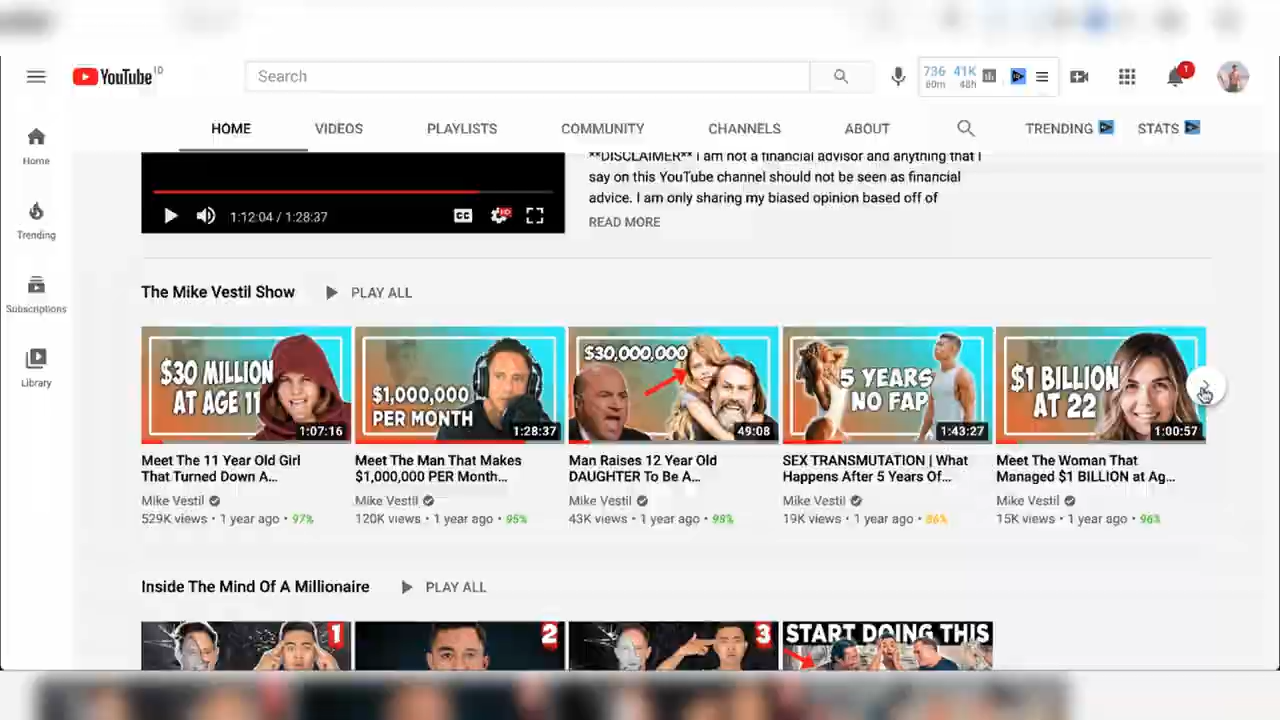 YouTube ID
Search
736 41K
60m 48h
1
HOME
VIDEOS
PLAYLISTS
COMMUNITY
CHANNELS
ABOUT
TRENDING
STATS
Home
Trending
Subscriptions
Library
**DISCLAIMER** I am not a financial advisor and anything that I
say on this YouTube channel should not be seen as financial
advice. I am only sharing my biased opinion based off of
READ MORE
1:12:04 / 1:28:37
CC
HD
The Mike Vestil Show
PLAY ALL
$30 MILLION
AT AGE 11
1:07:16
Meet The 11 Year Old Girl
That Turned Down A...
Mike Vestil
529K views • 1 year ago • 97%
$1,000,000
PER MONTH
1:28:37
Meet The Man That Makes
$1,000,000 PER Month...
Mike Vestil
120K views • 1 year ago • 95%
$30,000,000
49:08
Man Raises 12 Year Old
DAUGHTER To Be A...
Mike Vestil
43K views • 1 year ago • 98%
5 YEARS
NO FAP
1:43:27
SEX TRANSMUTATION | What
Happens After 5 Years Of...
Mike Vestil
19K views • 1 year ago • 86%
$1 BILLION
AT 22
1:00:57
Meet The Woman That
Managed $1 BILLION at Ag...
Mike Vestil
15K views • 1 year ago • 96%
Inside The Mind Of A Millionaire
PLAY ALL
1
2
3
START DOING THIS